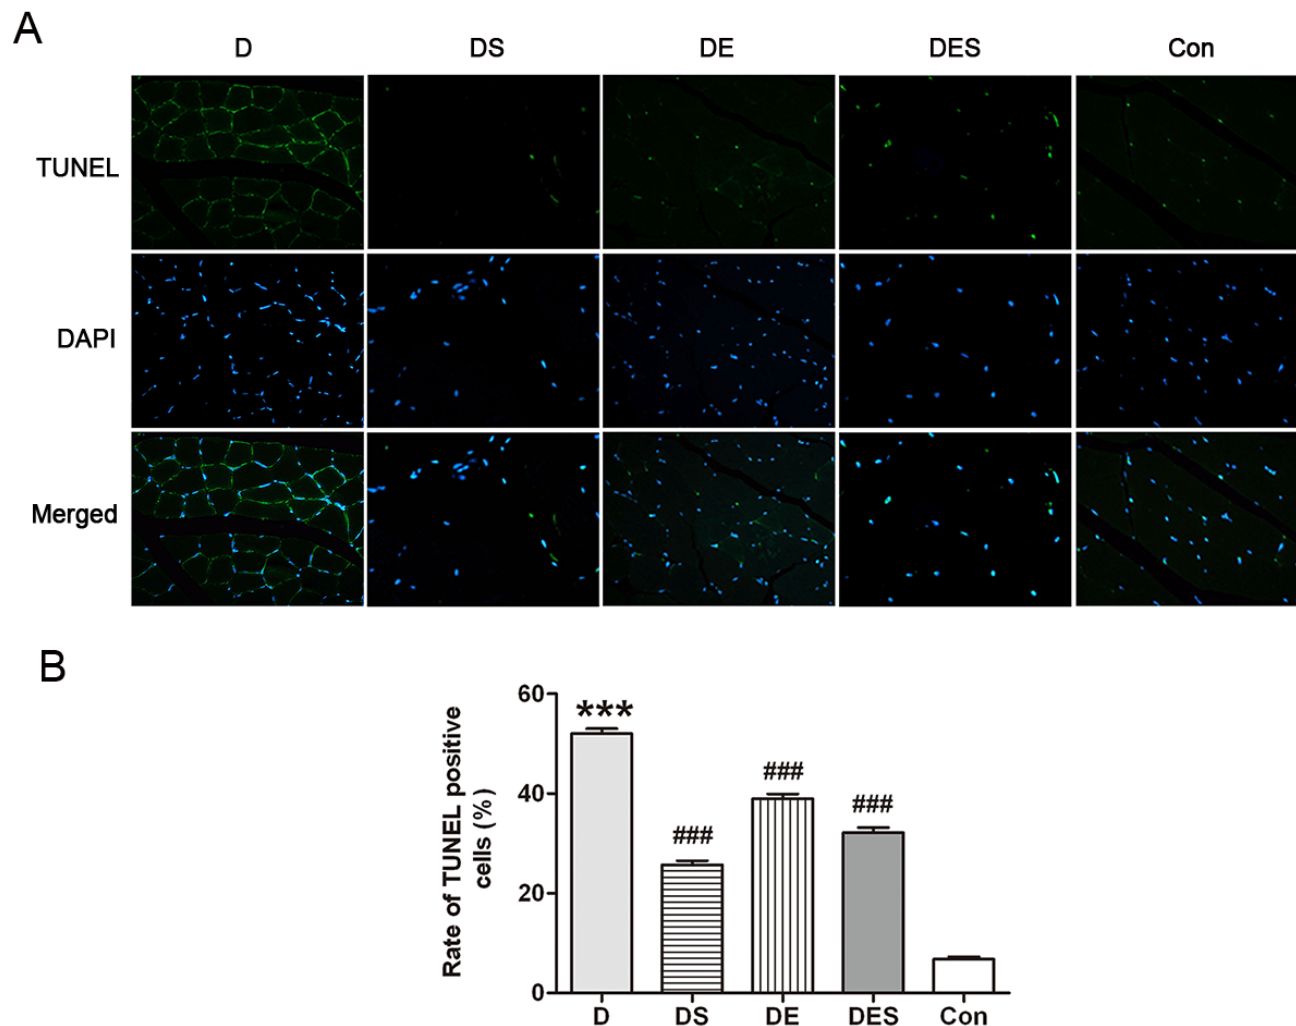 A
D DS DE DES Con
TUNEL
DAPI
Merged
B
Rate of TUNEL positive
cells (%)
60
40
20
0
***
###
###
###
D DS DE DES Con